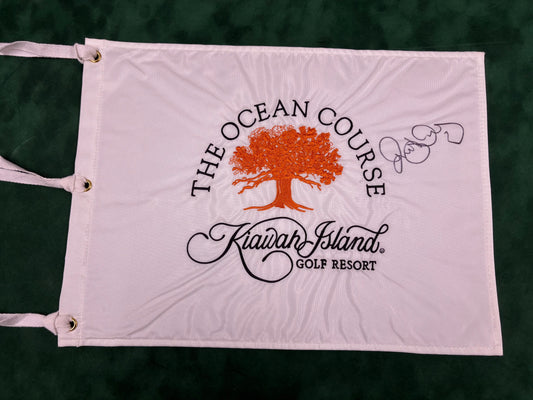 THE OCEAN COURSE
Kiawah Island®
GOLF RESORT